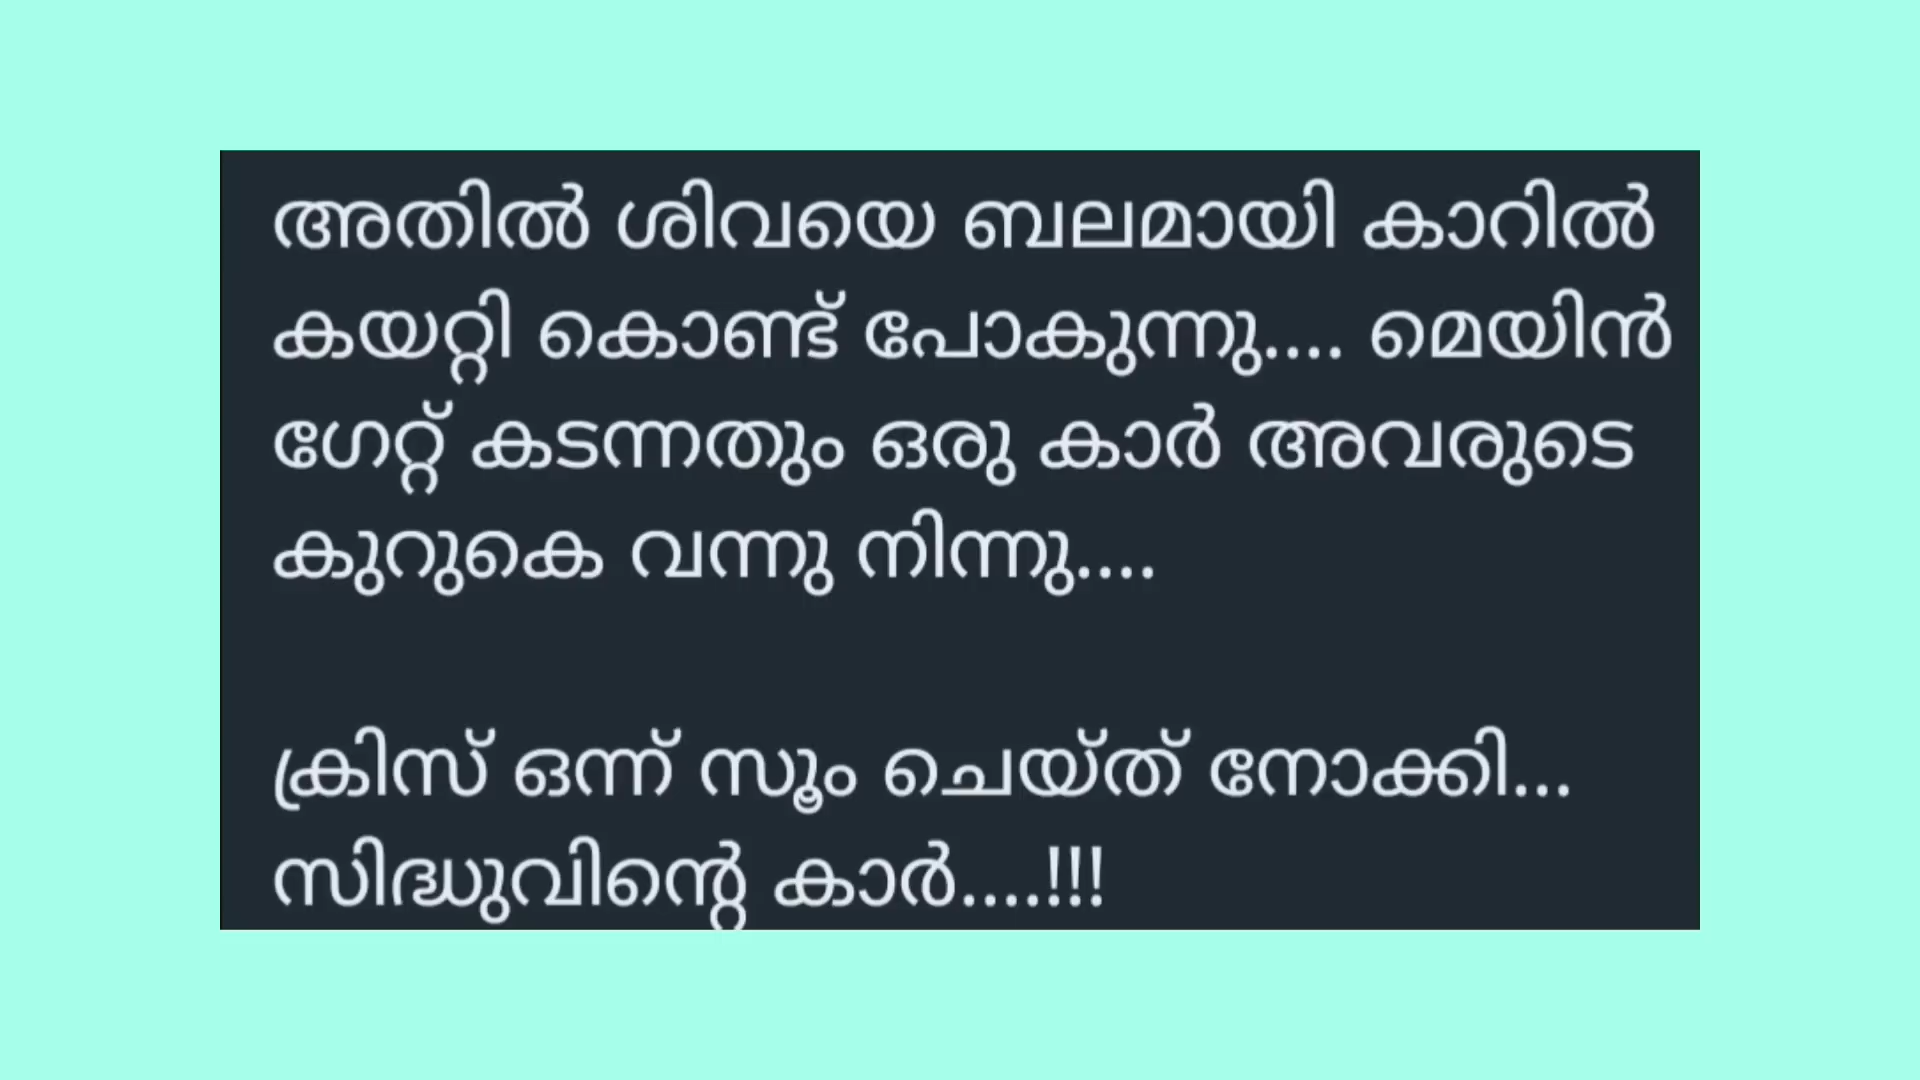 അതിൽ ശിവയെ ബലമായി കാറിൽ
കയറ്റി കൊണ്ട് പോകുന്നു.... മെയിൻ
ഗേറ്റ് കടന്നതും ഒരു കാർ അവരുടെ
കുറുകെ വന്നു നിന്നു....
ക്രിസ് ഒന്ന് സൂം ചെയ്ത് നോക്കി...
സിദ്ധുവിന്റെ കാർ....!!!